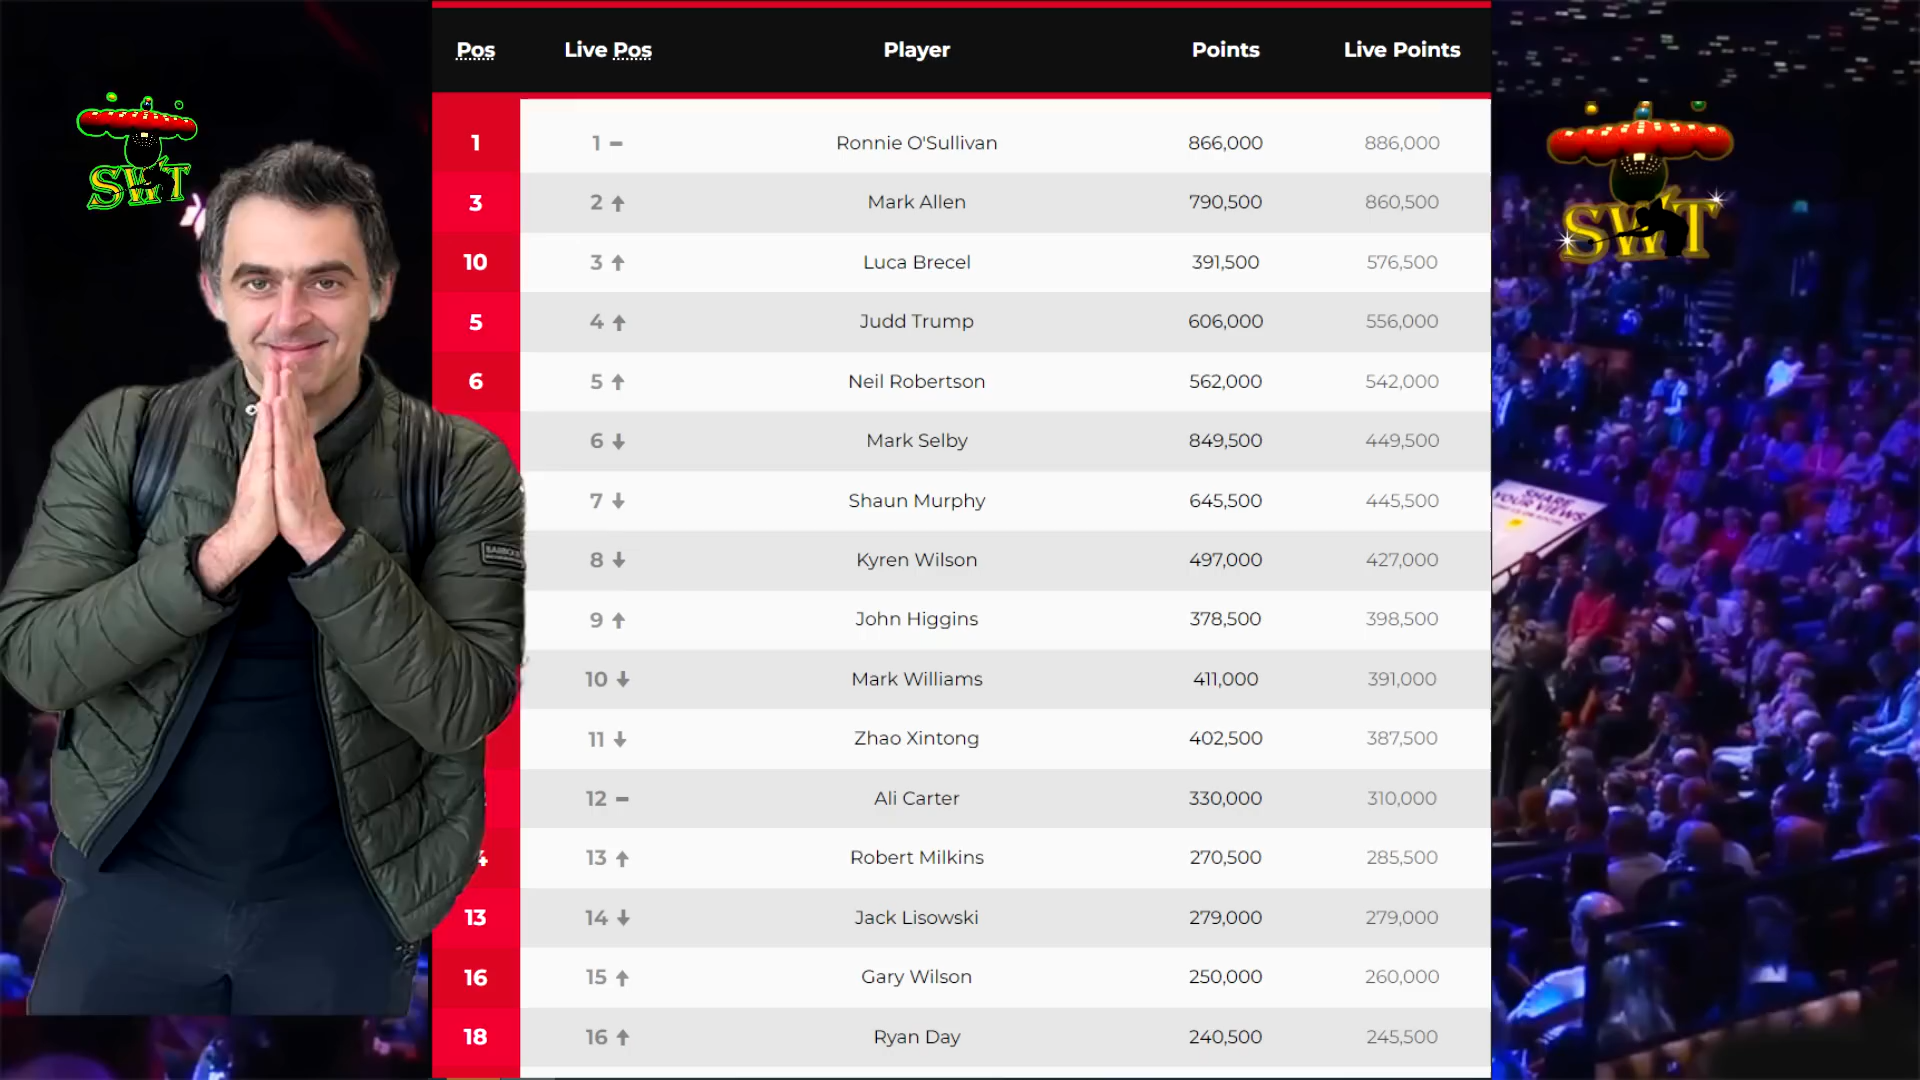 Pos Live Pos Player Points Live Points
1 1 - Ronnie O'Sullivan 866,000 886,000
3 2 Mark Allen 790,500 860,500
10 3 Luca Brecel 391,500 576,500
5 4 Judd Trump 606,000 556,000
6 5 Neil Robertson 562,000 542,000
6 Mark Selby 849,500 449,500
7 Shaun Murphy 645,500 445,500
8 Kyren Wilson 497,000 427,000
9 John Higgins 378,500 398,500
10 Mark Williams 411,000 391,000
11 Zhao Xintong 402,500 387,500
12 - Ali Carter 330,000 310,000
4 13 Robert Milkins 270,500 285,500
13 14 Jack Lisowski 279,000 279,000
16 15 Gary Wilson 250,000 260,000
18 16 Ryan Day 240,500 245,500
SWT
SWT
SHARE
YOUR VIEWS